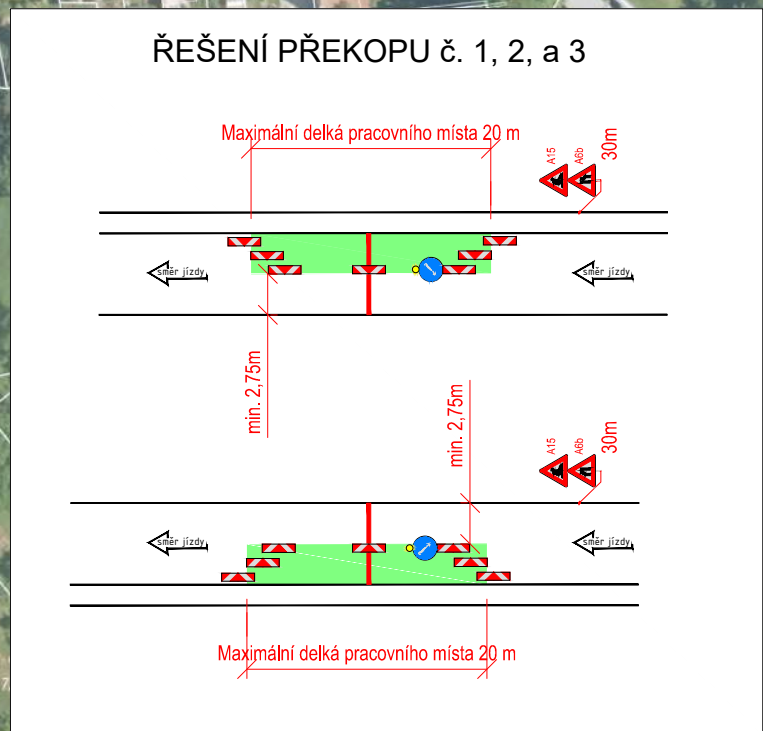 ŘEŠENÍ PŘEKOPU č. 1, 2, a 3
Maximální delká pracovního místa 20 m
A15
A6b
30m
směr jízdy
směr jízdy
min. 2,75m
min. 2,75m
A15
A6b
30m
směr jízdy
směr jízdy
Maximální delká pracovního místa 20 m